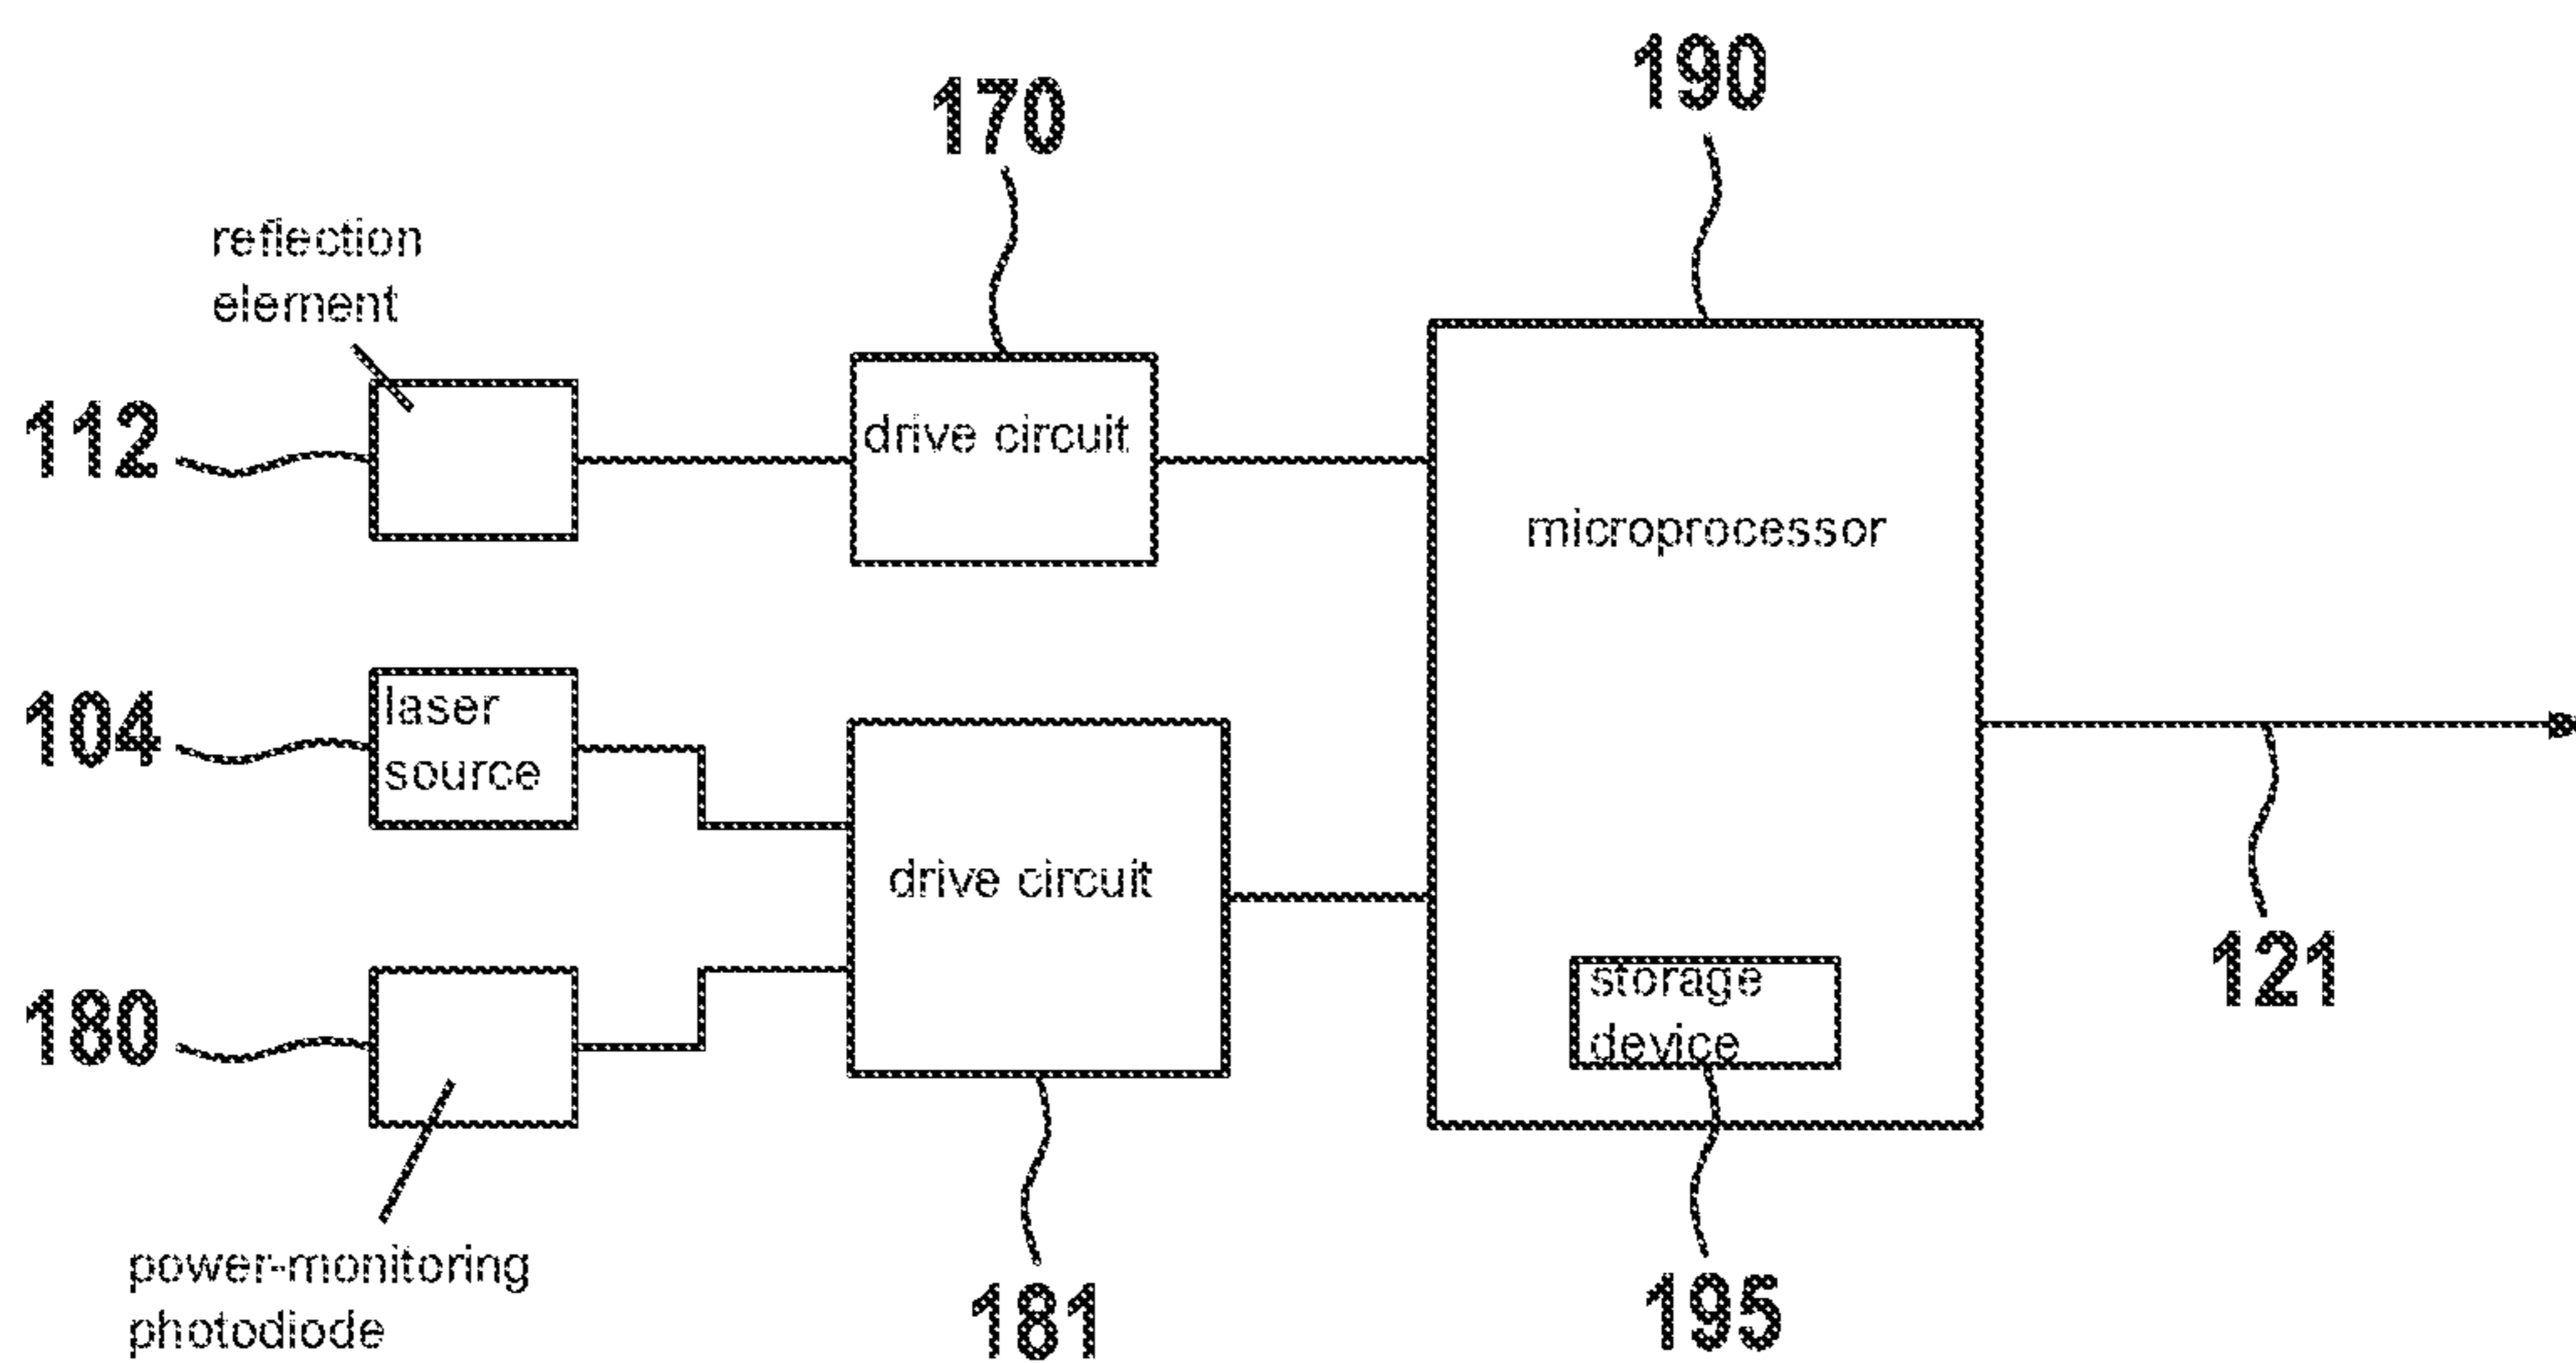 190
170
reflection
element
112
drive circuit
microprocessor
104
laser
source
drive circuit
121
180
storage
device
power-monitoring
photodiode
181
195